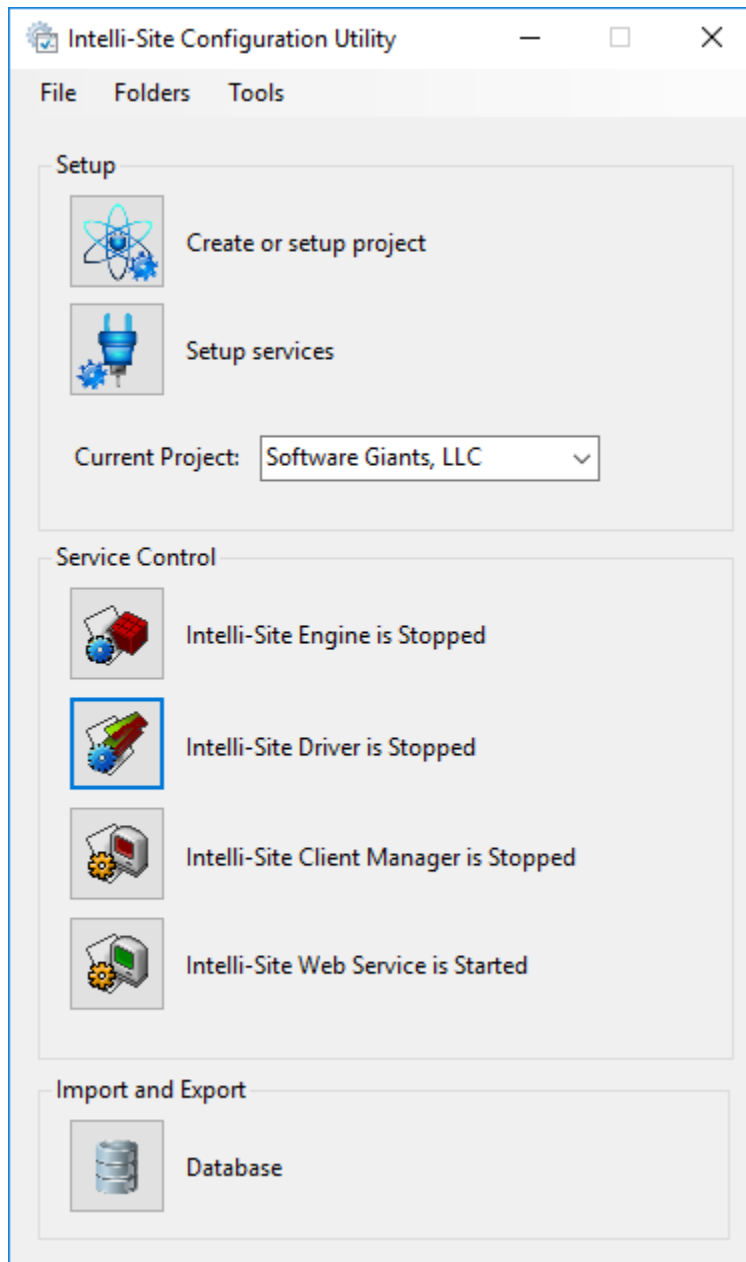 Intelli-Site Configuration Utility
File Folders Tools
Setup
Create or setup project
Setup services
Current Project: Software Giants, LLC
Service Control
Intelli-Site Engine is Stopped
Intelli-Site Driver is Stopped
Intelli-Site Client Manager is Stopped
Intelli-Site Web Service is Started
Import and Export
Database